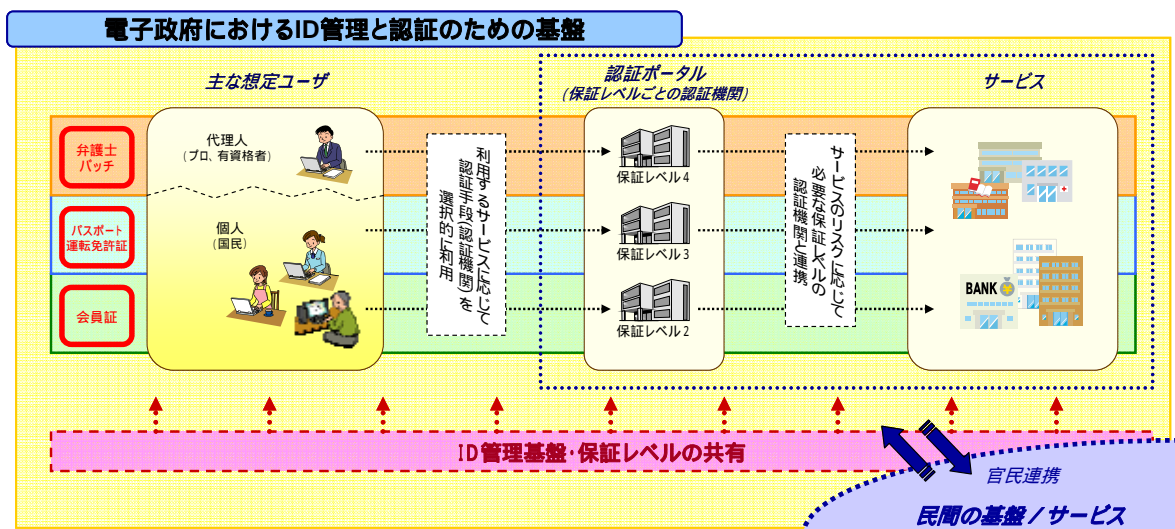 電子政府におけるID管理と認証のための基盤
主な想定ユーザ
認証ポータル
(保証レベルごとの認証機関)
サービス
弁護士
バッチ
代理人
(プロ、有資格者)
利用するサービスに応じて
認証手段(認証機関)を
選択的に利用
保証レベル4
サービスのリスクに応じて
必要な保証レベルの
認証機関と連携
パスポート
運転免許証
個人
(国民)
保証レベル3
会員証
保証レベル2
BANK
¥
ID管理基盤・保証レベルの共有
官民連携
民間の基盤/サービス